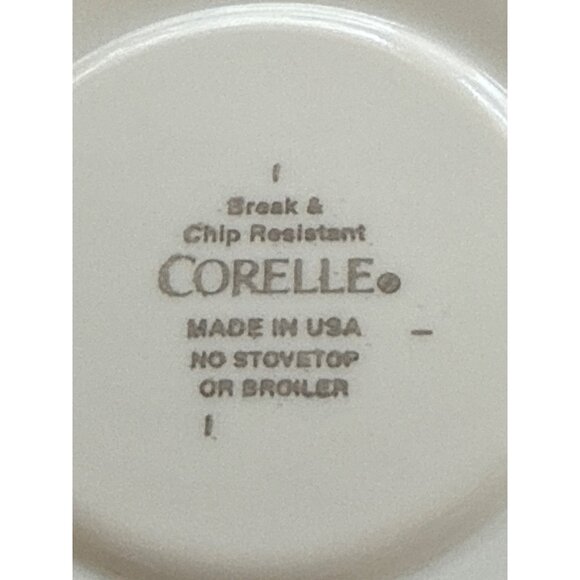 Break &
Chip Resistant
CORELLE®
MADE IN USA
NO STOVETOP
OR BROILER